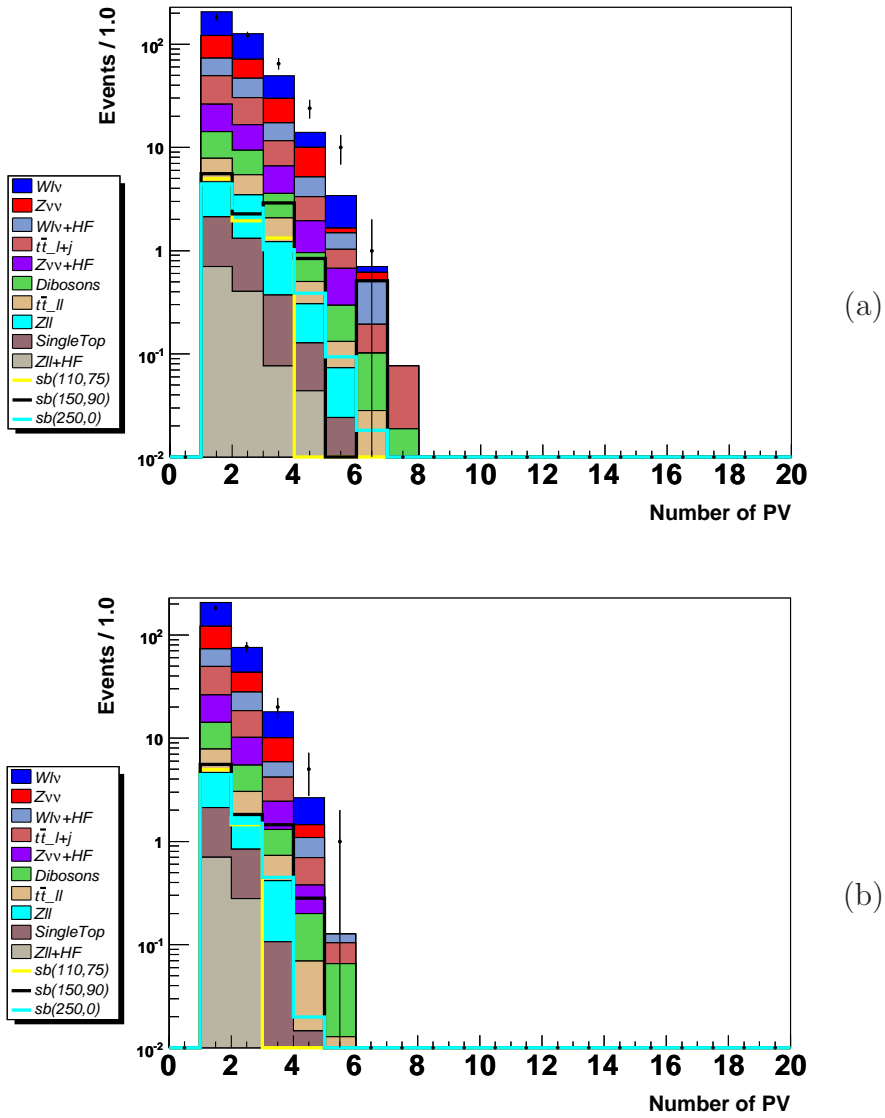 Events / 1.0
10²
10
1
10⁻¹
10⁻²
0 2 4 6 8 10 12 14 16 18 20
Number of PV
Wlν
Zνν
Wlν+HF
tt̄_l+j
Zνν+HF
Dibosons
tt̄_ll
Zll
SingleTop
Zll+HF
sb(110,75)
sb(150,90)
sb(250,0)
(a)
Events / 1.0
10²
10
1
10⁻¹
10⁻²
0 2 4 6 8 10 12 14 16 18 20
Number of PV
Wlν
Zνν
Wlν+HF
tt̄_l+j
Zνν+HF
Dibosons
tt̄_ll
Zll
SingleTop
Zll+HF
sb(110,75)
sb(150,90)
sb(250,0)
(b)